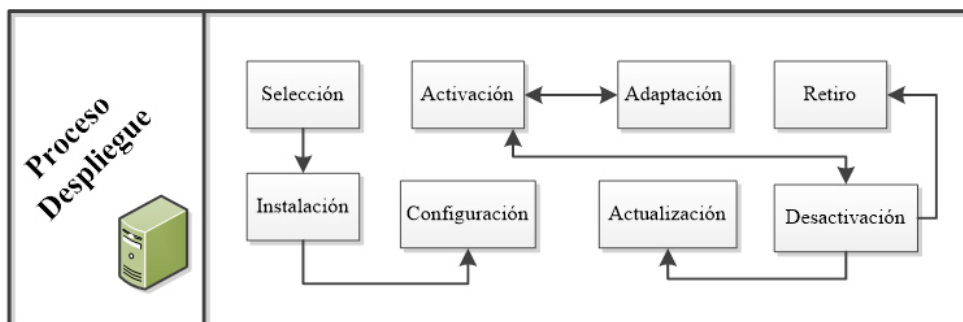 Proceso
Despliegue
Selección
Activación
Adaptación
Retiro
Instalación
Configuración
Actualización
Desactivación